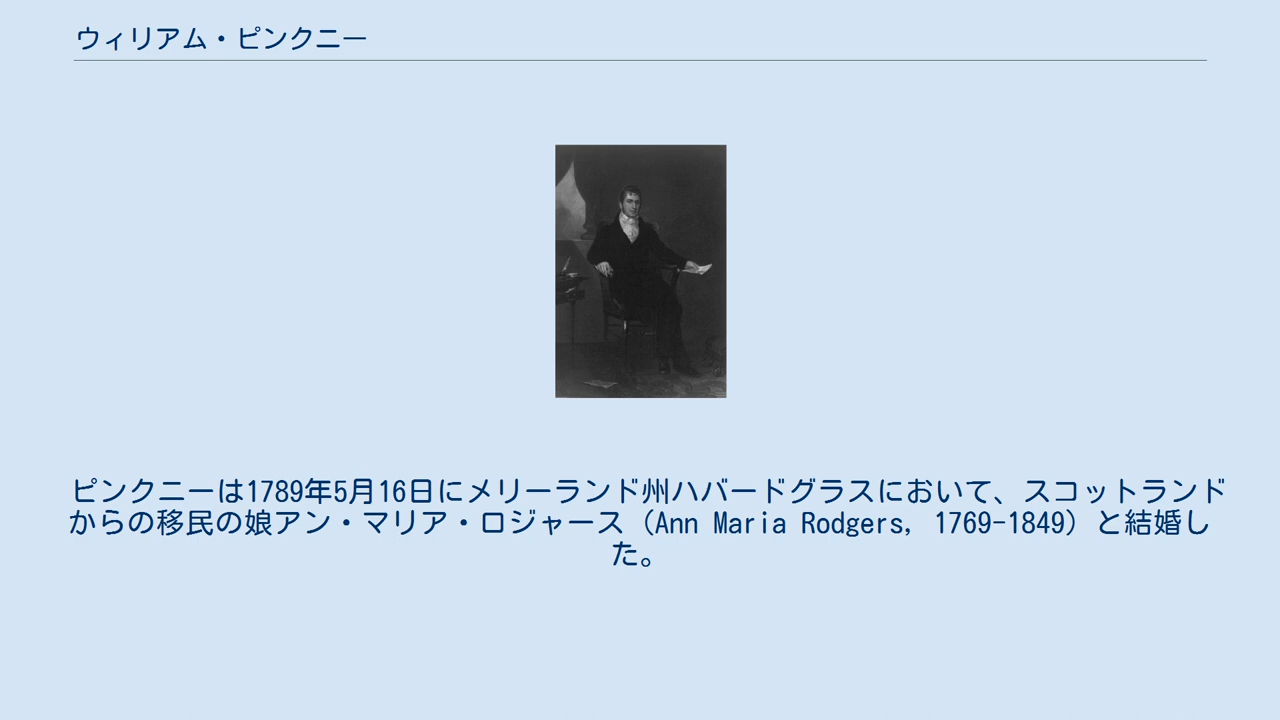 ウィリアム・ピンクニー
ピンクニーは1789年5月16日にメリーランド州ハバードグラスにおいて、スコットランド
からの移民の娘アン・マリア・ロジャース（Ann Maria Rodgers, 1769-1849）と結婚し
た。